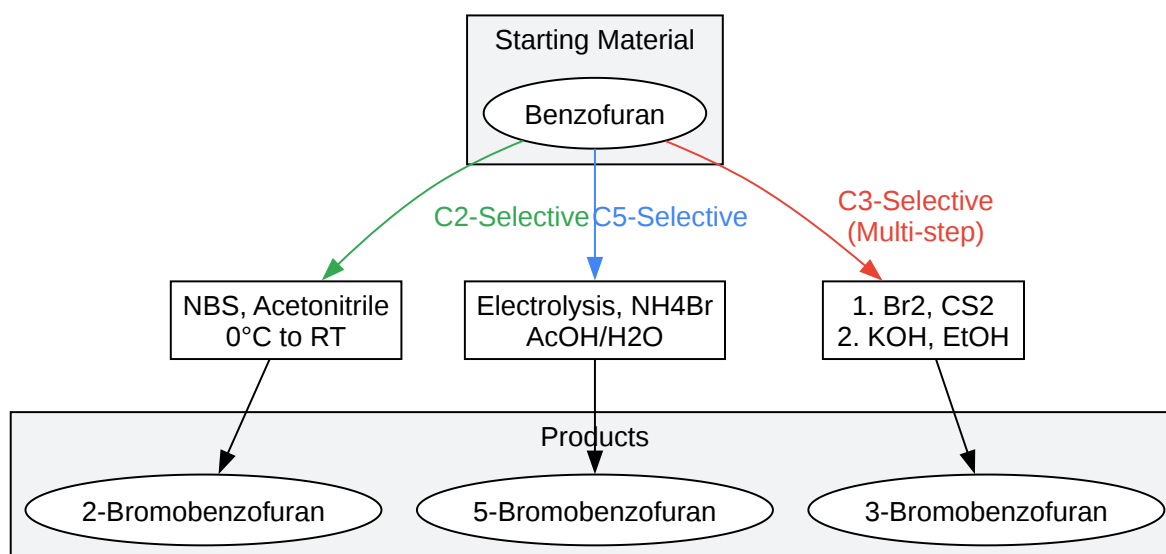 Starting Material
Benzofuran
C2-Selective
C5-Selective
C3-Selective
(Multi-step)
NBS, Acetonitrile
0°C to RT
Electrolysis, NH4Br
AcOH/H2O
1. Br2, CS2
2. KOH, EtOH
Products
2-Bromobenzofuran
5-Bromobenzofuran
3-Bromobenzofuran